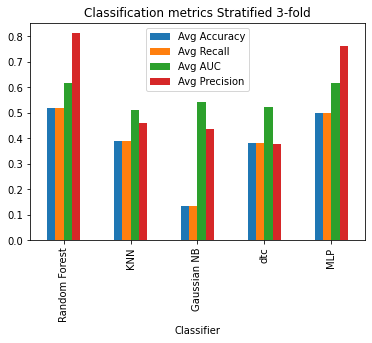 Classification metrics Stratified 3-fold
Avg Accuracy
Avg Recall
Avg AUC
Avg Precision
0.8
0.7
0.6
0.5
0.4
0.3
0.2
0.1
0.0
Random Forest
KNN
Gaussian NB
dtc
MLP
Classifier